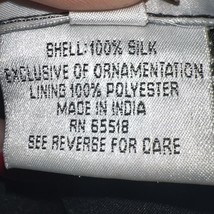 SHELL: 100% SILK
EXCLUSIVE OF ORNAMENTATION
LINING 100% POLYESTER
MADE IN INDIA
RN 65518
SEE REVERSE FOR CARE